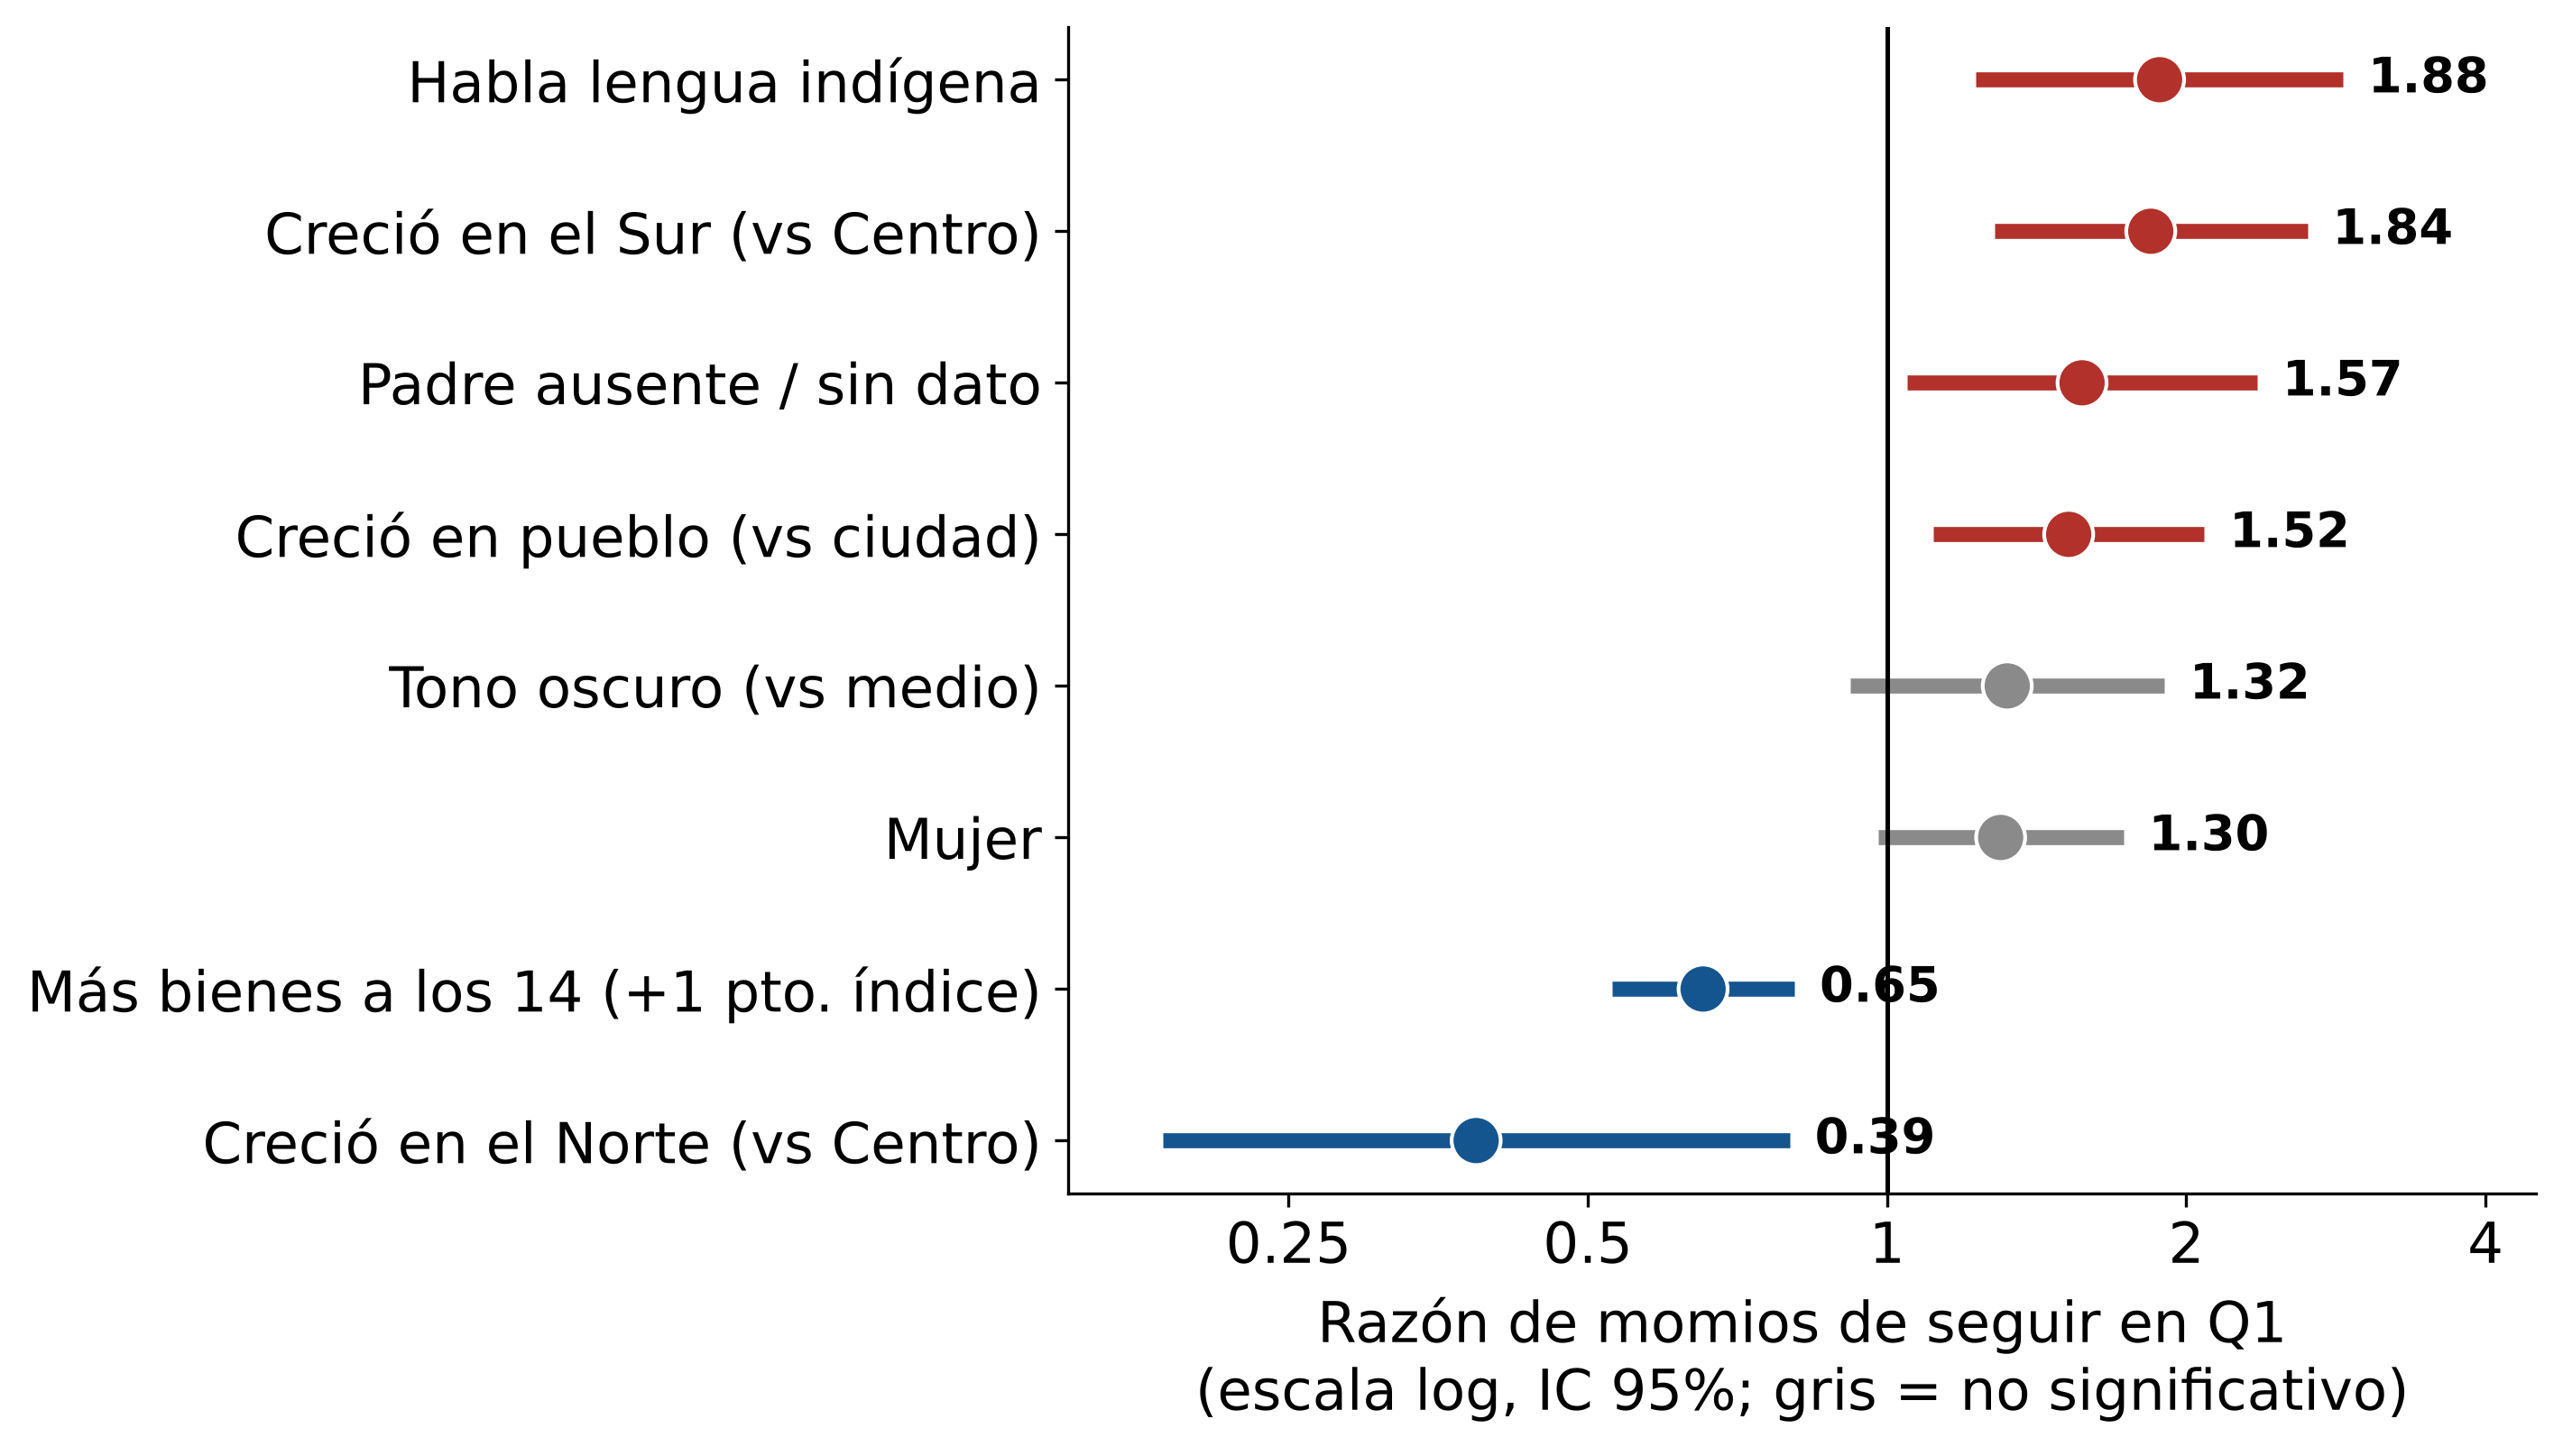 Habla lengua indígena 1.88
Creció en el Sur (vs Centro) 1.84
Padre ausente / sin dato 1.57
Creció en pueblo (vs ciudad) 1.52
Tono oscuro (vs medio) 1.32
Mujer 1.30
Más bienes a los 14 (+1 pto. índice) 0.65
Creció en el Norte (vs Centro) 0.39
0.25 0.5 1 2 4
Razón de momios de seguir en Q1
(escala log, IC 95%; gris = no significativo)